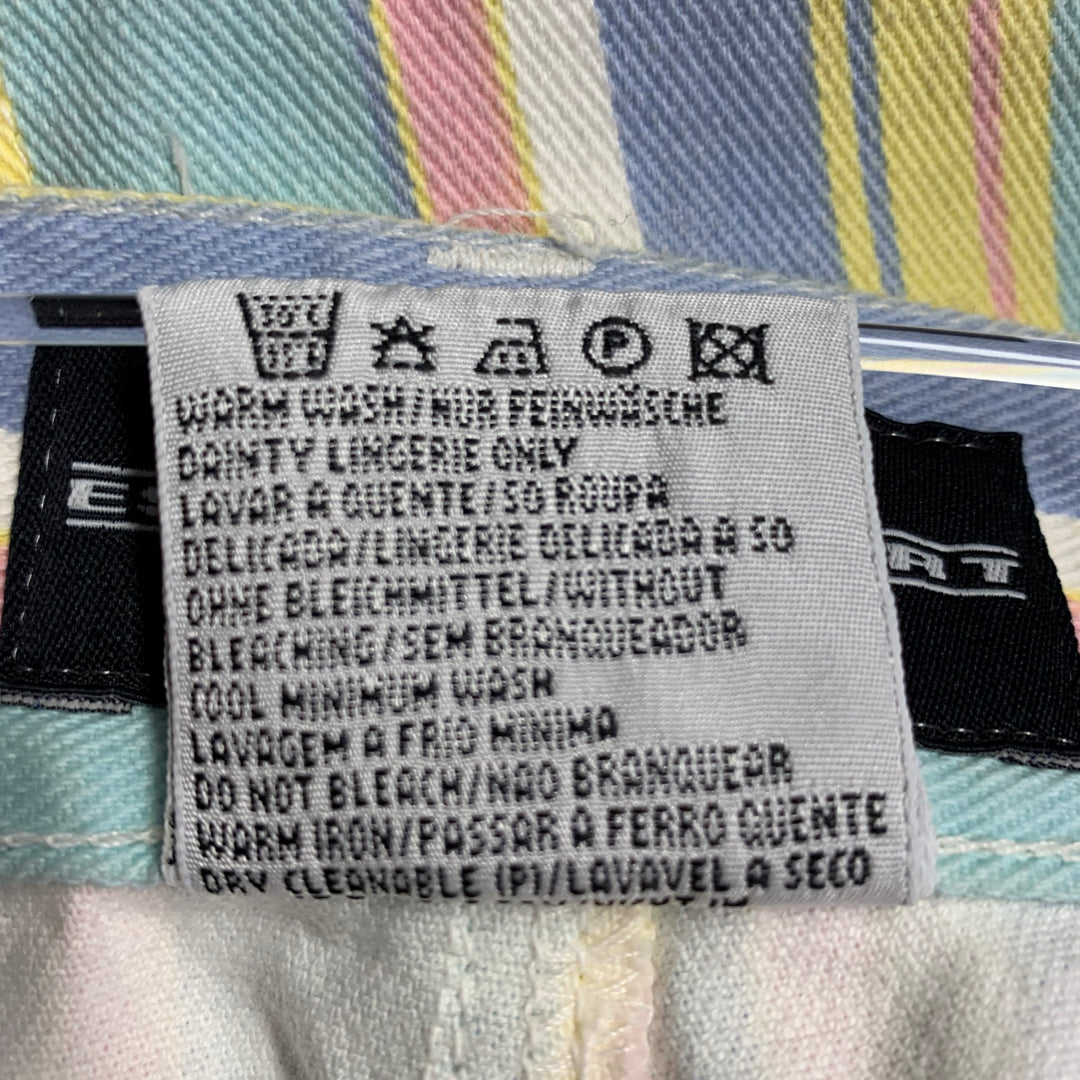 30°C
P
WARM WASH/NUR FEINWÄSCHE
DAINTY LINGERIE ONLY
LAVAR A QUENTE/SO ROUPA
DELICADA/LINGERIE DELICADA A SO
OHNE BLEICHMITTEL/WITHOUT
BLEACHING/SEM BRANQUEADOR
COOL MINIMUM WASH
LAVAGEM A FRIO MINIMA
DO NOT BLEACH/NAO BRANQUEAR
WARM IRON/PASSAR A FERRO QUENTE
DRY CLEANABLE (P)/LAVAVEL A SECO